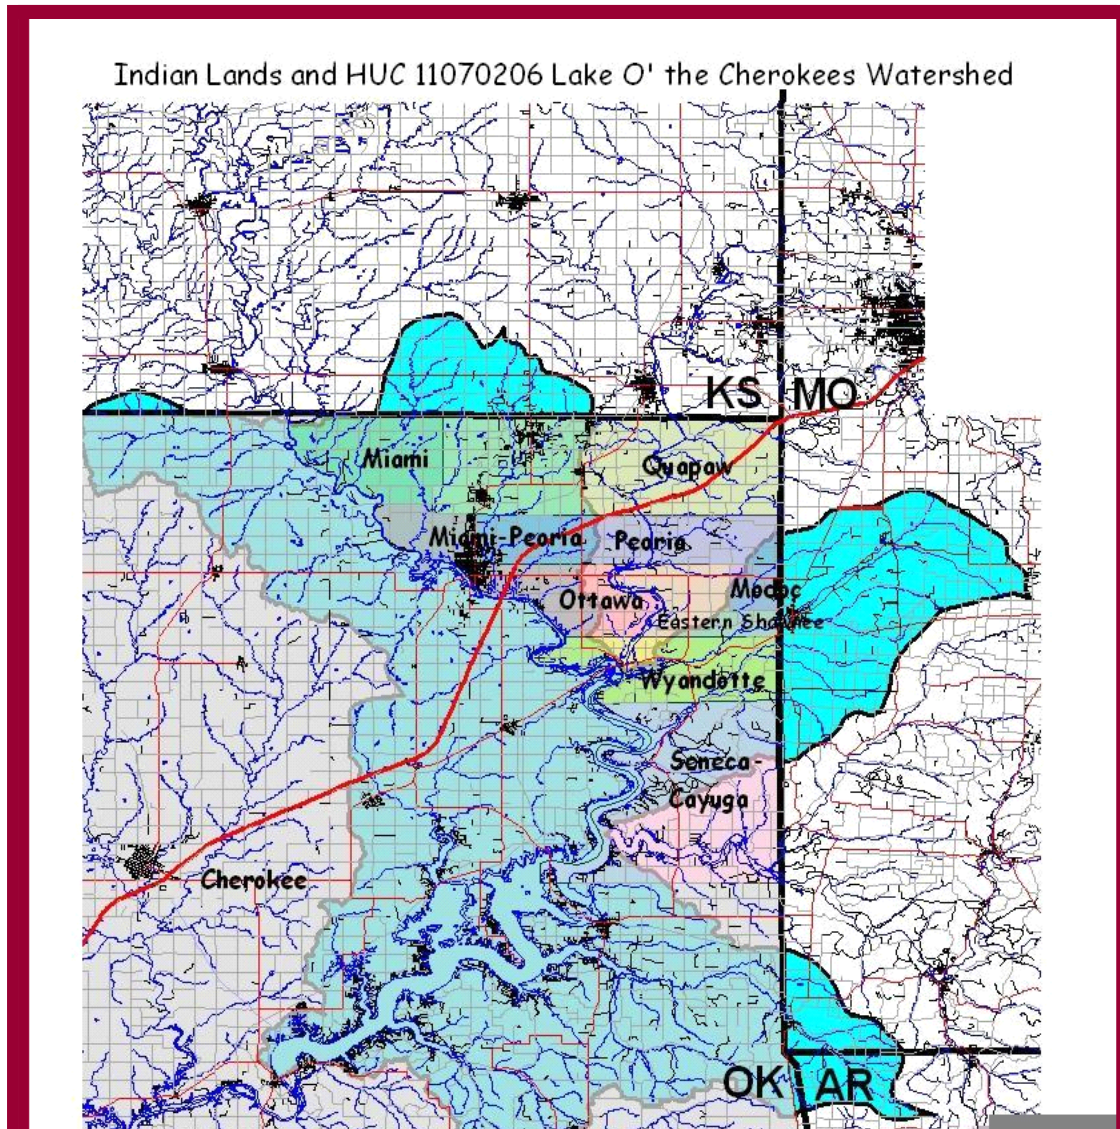 Indian Lands and HUC 11070206 Lake O' the Cherokees Watershed
KS MO
Miami
Quapaw
Miami-Peoria
Peoria
Modoc
Ottawa
Eastern Shawnee
Wyandotte
Seneca-
Cayuga
Cherokee
OK AR